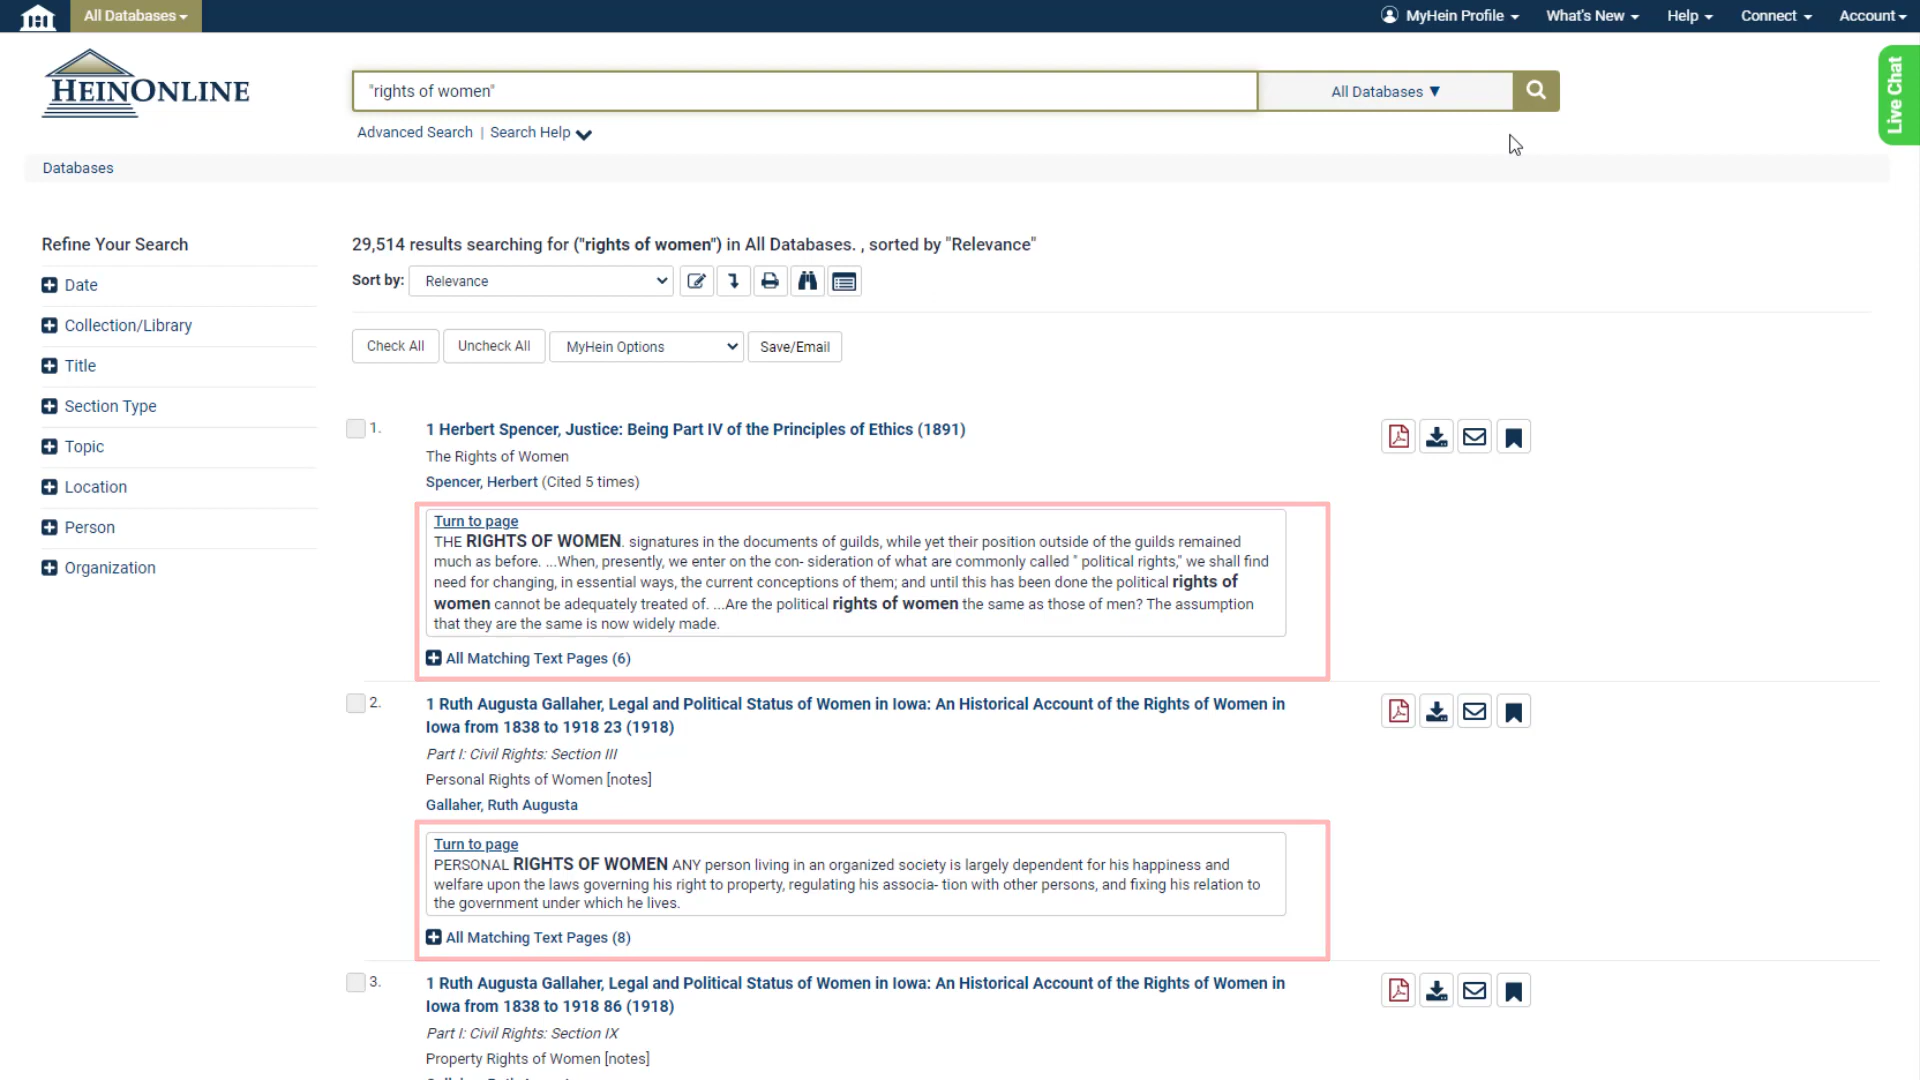 All Databases
MyHein Profile
What's New
Help
Connect
Account
HEINONLINE
"rights of women"
All Databases ▼
Live Chat
Advanced Search | Search Help
Databases
Refine Your Search
Date
Collection/Library
Title
Section Type
Topic
Location
Person
Organization
29,514 results searching for ("rights of women") in All Databases. , sorted by "Relevance"
Sort by: Relevance
Check All
Uncheck All
MyHein Options
Save/Email
1.
1 Herbert Spencer, Justice: Being Part IV of the Principles of Ethics (1891)
The Rights of Women
Spencer, Herbert (Cited 5 times)
Turn to page
THE RIGHTS OF WOMEN. signatures in the documents of guilds, while yet their position outside of the guilds remained
much as before. ...When, presently, we enter on the con- sideration of what are commonly called " political rights," we shall find
need for changing, in essential ways, the current conceptions of them; and until this has been done the political rights of
women cannot be adequately treated of. ...Are the political rights of women the same as those of men? The assumption
that they are the same is now widely made.
All Matching Text Pages (6)
2.
1 Ruth Augusta Gallaher, Legal and Political Status of Women in Iowa: An Historical Account of the Rights of Women in
Iowa from 1838 to 1918 23 (1918)
Part I: Civil Rights: Section III
Personal Rights of Women [notes]
Gallaher, Ruth Augusta
Turn to page
PERSONAL RIGHTS OF WOMEN ANY person living in an organized society is largely dependent for his happiness and
welfare upon the laws governing his right to property, regulating his associa- tion with other persons, and fixing his relation to
the government under which he lives.
All Matching Text Pages (8)
3.
1 Ruth Augusta Gallaher, Legal and Political Status of Women in Iowa: An Historical Account of the Rights of Women in
Iowa from 1838 to 1918 86 (1918)
Part I: Civil Rights: Section IX
Property Rights of Women [notes]